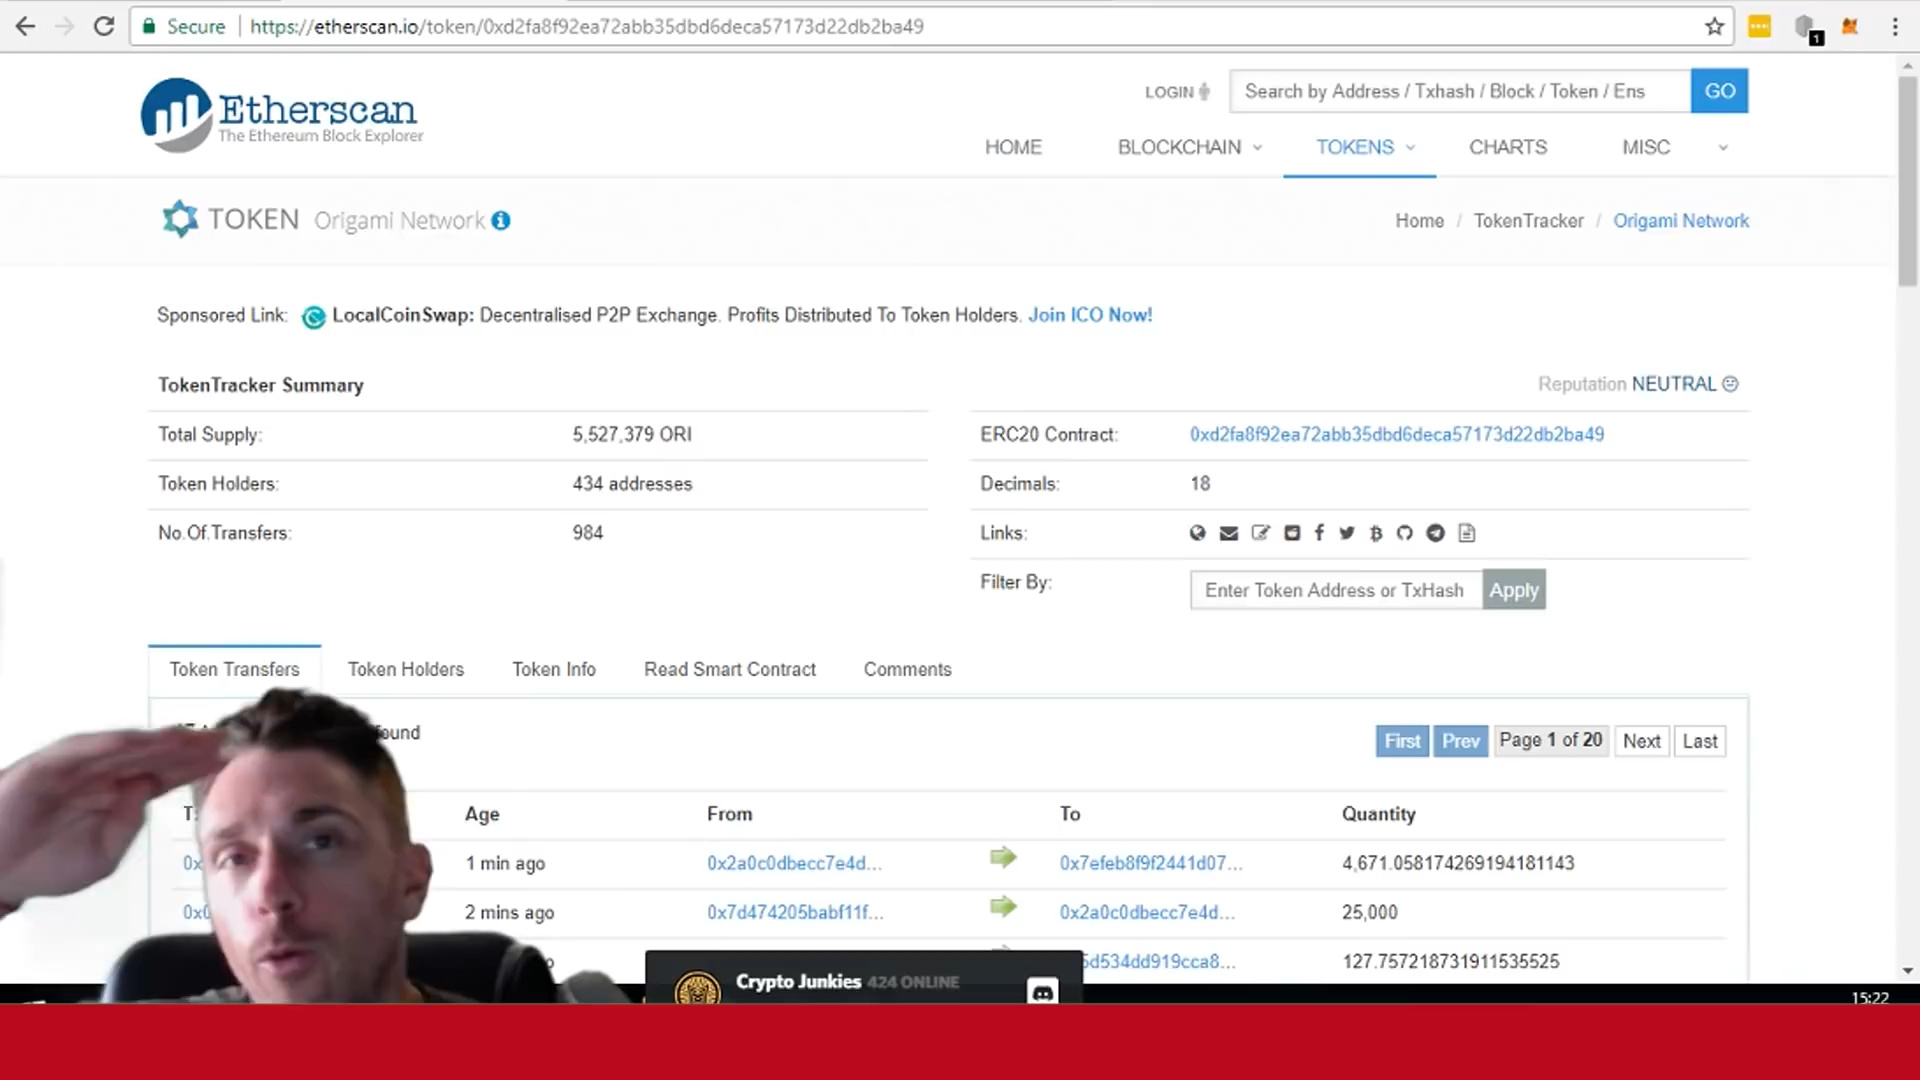 Secure https://etherscan.io/token/0xd2fa8f92ea72abb35dbd6deca57173d22db2ba49
1
Etherscan
The Ethereum Block Explorer
LOGIN
Search by Address / Txhash / Block / Token / Ens
GO
HOME BLOCKCHAIN TOKENS CHARTS MISC
TOKEN Origami Network
Home / TokenTracker / Origami Network
Sponsored Link: LocalCoinSwap: Decentralised P2P Exchange. Profits Distributed To Token Holders. Join ICO Now!
TokenTracker Summary
Reputation NEUTRAL
Total Supply: 5,527,379 ORI
ERC20 Contract: 0xd2fa8f92ea72abb35dbd6deca57173d22db2ba49
Token Holders: 434 addresses
Decimals: 18
No.Of.Transfers: 984
Links:
Filter By: Enter Token Address or TxHash Apply
Token Transfers Token Holders Token Info Read Smart Contract Comments
First Prev Page 1 of 20 Next Last
Age From To Quantity
1 min ago 0x2a0c0dbecc7e4d... 0x7efeb8f9f2441d07... 4,671.058174269194181143
2 mins ago 0x7d474205babf11f... 0x2a0c0dbecc7e4d... 25,000
5d534dd919cca8... 127.757218731911535525
Crypto Junkies 424 ONLINE
15:22